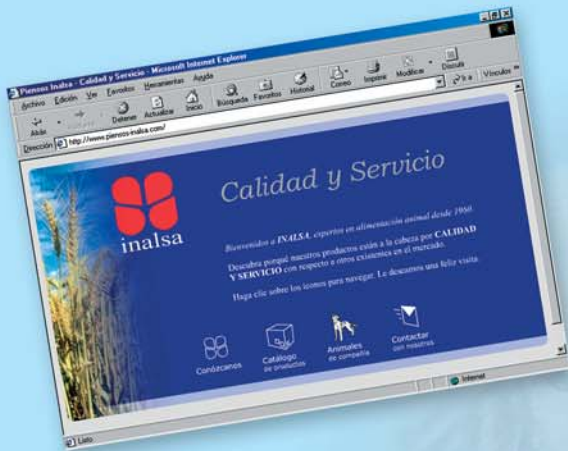 Piensos Inalsa - Calidad y Servicio - Microsoft Internet Explorer
Archivo Edición Ver Favoritos Herramientas Ayuda
Atrás Detener Actualizar Inicio Búsqueda Favoritos Historial Correo Imprimir Modificar Discutir
Dirección http://www.piensos-inalsa.com/ Ir a Vínculos
inalsa
Calidad y Servicio
Bienvenidos a INALSA, expertos en alimentación animal desde 1960.
Descubra porqué nuestros productos están a la cabeza por CALIDAD
Y SERVICIO con respecto a otros existentes en el mercado.
Haga clic sobre los iconos para navegar. Le deseamos una feliz visita.
Conózcanos
Catálogo
de productos
Animales
de compañía
Contactar
con nosotros
Listo
Internet